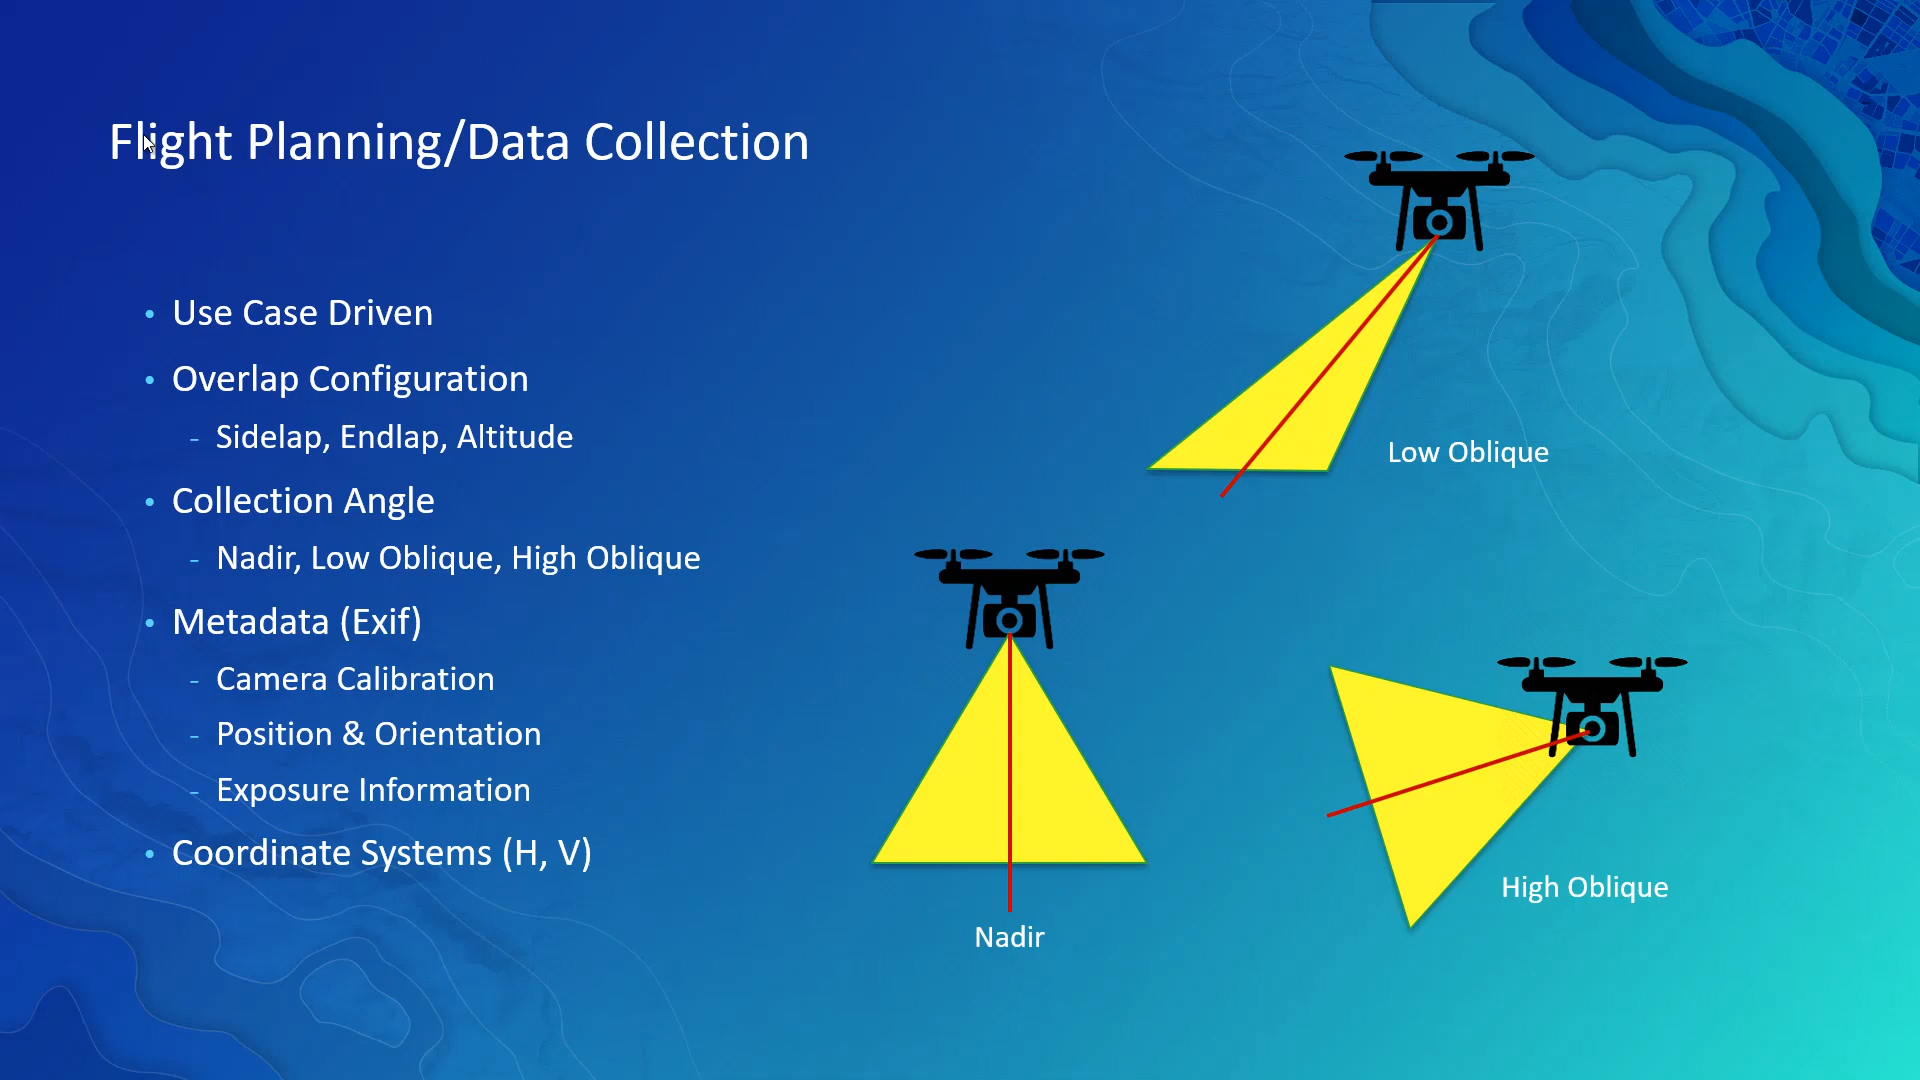 Flight Planning/Data Collection
• Use Case Driven
• Overlap Configuration
- Sidelap, Endlap, Altitude
• Collection Angle
- Nadir, Low Oblique, High Oblique
• Metadata (Exif)
- Camera Calibration
- Position & Orientation
- Exposure Information
• Coordinate Systems (H, V)
Low Oblique
Nadir
High Oblique